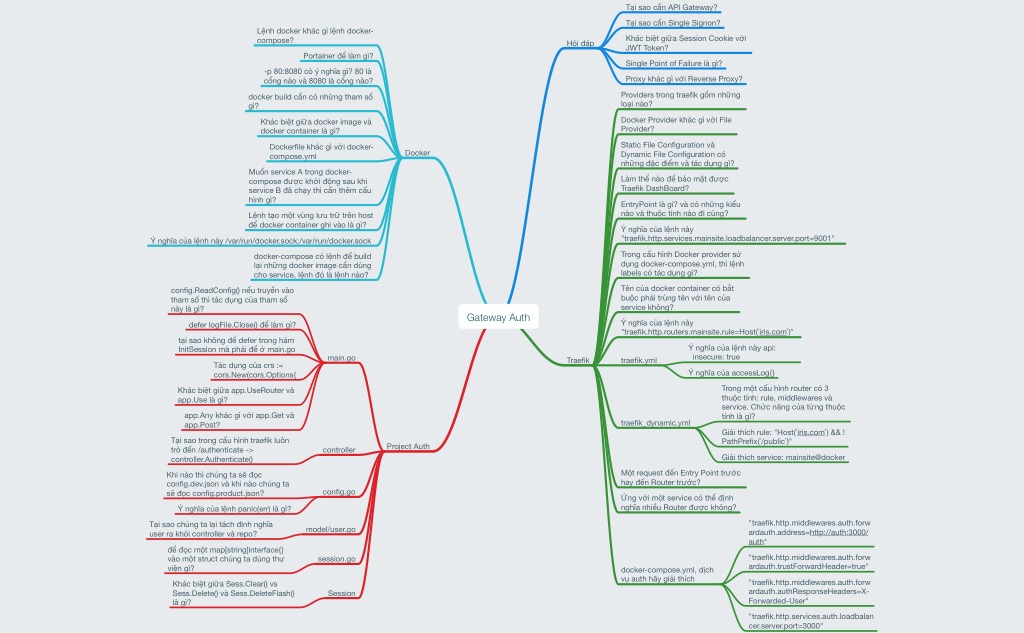 Gateway Auth
Hỏi đáp
Tại sao cần API Gateway?
Tại sao cần Single Signon?
Khác biệt giữa Session Cookie với
JWT Token?
Single Point of Failure là gì?
Proxy khác gì với Reverse Proxy?
Traefik
Providers trong traefik gồm những
loại nào?
Docker Provider khác gì với File
Provider?
Static File Configuration và
Dynamic File Configuration có
những đặc điểm và tác dụng gì?
Làm thế nào để bảo mật được
Traefik DashBoard?
EntryPoint là gì? và có những kiểu
nào và thuộc tính nào đi cùng?
Ý nghĩa của lệnh này
"traefik.http.services.mainsite.loadbalancer.server.port=9001"
Trong cấu hình Docker provider sử
dụng docker-compose.yml, thì lệnh
labels có tác dụng gì?
Tên của docker container có bắt
buộc phải trùng tên với tên của
service không?
Ý nghĩa của lệnh này
"traefik.http.routers.mainsite.rule=Host(`iris.com`)"
traefik.yml
Ý nghĩa của lệnh này api:
insecure: true
Ý nghĩa của accessLog{}
traefik_dynamic.yml
Trong một cấu hình router có 3
thuộc tính: rule, middlewares và
service. Chức năng của từng thuộc
tính là gì?
Giải thích rule: "Host(`iris.com`) && !
PathPrefix(`/public`)"
Giải thích service: mainsite@docker
Một request đến Entry Point trước
hay đến Router trước?
Ứng với một service có thể định
nghĩa nhiều Router được không?
docker-compose.yml, dịch
vụ auth hãy giải thích
"traefik.http.middlewares.auth.forw
ardauth.address=http://auth:3000/
auth"
"traefik.http.middlewares.auth.forw
ardauth.trustForwardHeader=true"
"traefik.http.middlewares.auth.forw
ardauth.authResponseHeaders=X-
Forwarded-User"
"traefik.http.services.auth.loadbalan
cer.server.port=3000"
Docker
Lệnh docker khác gì lệnh docker-
compose?
Portainer để làm gì?
-p 80:8080 có ý nghĩa gì? 80 là
cổng nào và 8080 là cổng nào?
docker build cần có những tham số
gì?
Khác biệt giữa docker image và
docker container là gì?
Dockerfile khác gì với docker-
compose.yml
Muốn service A trong docker-
compose được khởi động sau khi
service B đã chạy thì cần thêm cấu
hình gì?
Lệnh tạo một vùng lưu trữ trên host
để docker container ghi vào là gì?
Ý nghĩa của lệnh này /var/run/docker.sock:/var/run/docker.sock
docker-compose có lệnh để build
lại những docker image cần dùng
cho service, lệnh đó là lệnh nào?
Project Auth
main.go
config.ReadConfig() nếu truyền vào
tham số thì tác dụng của tham số
này là gì?
defer logFile.Close() để làm gì?
tại sao không để defer trong hàm
InitSession mà phải để ở main.go
Tác dụng của crs :=
cors.New(cors.Options{
Khác biệt giữa app.UseRouter và
app.Use là gì?
app.Any khác gì với app.Get và
app.Post?
controller
Tại sao trong cấu hình traefik luôn
trỏ đến /authenticate ->
controller.Authenticate()
config.go
Khi nào thì chúng ta sẽ đọc
config.dev.json và khi nào chúng ta
sẽ đọc config.product.json?
Ý nghĩa của lệnh panic(err) là gì?
model/user.go
Tại sao chúng ta lại tách định nghĩa
user ra khỏi controller và repo?
session.go
để đọc một map[string]interface{}
vào một struct chúng ta dùng thư
viện gì?
Session
Khác biệt giữa Sess.Clear() vs
Sess.Delete() và Sess.DeleteFlash()
là gì?